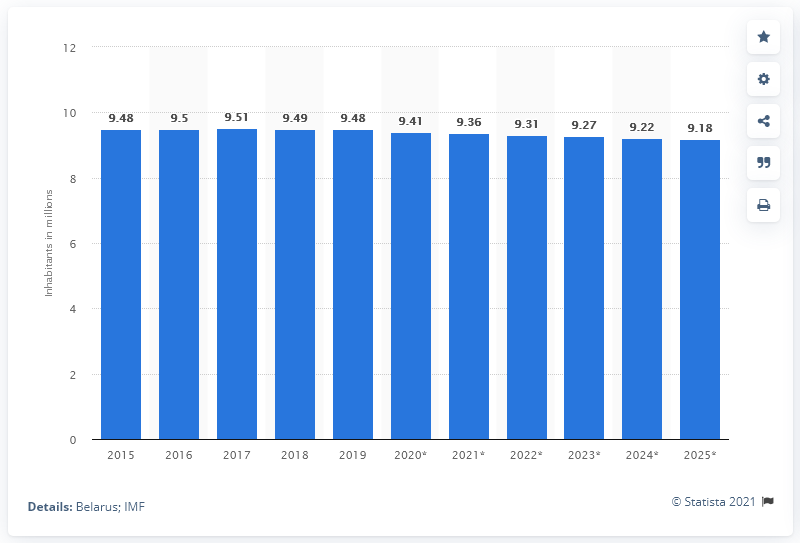 12
10
8
6
4
2
0
Inhabitants in millions
9.48 9.5 9.51 9.49 9.48 9.41 9.36 9.31 9.27 9.22 9.18
2015 2016 2017 2018 2019 2020* 2021* 2022* 2023* 2024* 2025*
Details: Belarus; IMF
© Statista 2021